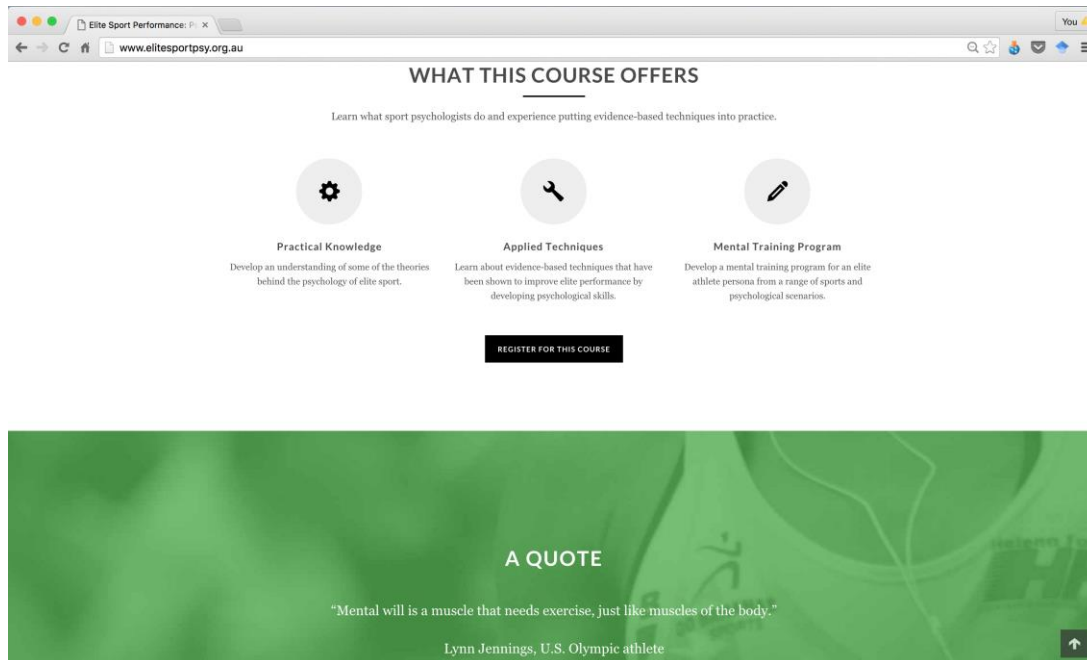 Elite Sport Performance: P
You
www.elitesportpsy.org.au
WHAT THIS COURSE OFFERS
Learn what sport psychologists do and experience putting evidence-based techniques into practice.
Practical Knowledge
Develop an understanding of some of the theories
behind the psychology of elite sport.
Applied Techniques
Learn about evidence-based techniques that have
been shown to improve elite performance by
developing psychological skills.
Mental Training Program
Develop a mental training program for an elite
athlete persona from a range of sports and
psychological scenarios.
REGISTER FOR THIS COURSE
A QUOTE
“Mental will is a muscle that needs exercise, just like muscles of the body.”
Lynn Jennings, U.S. Olympic athlete